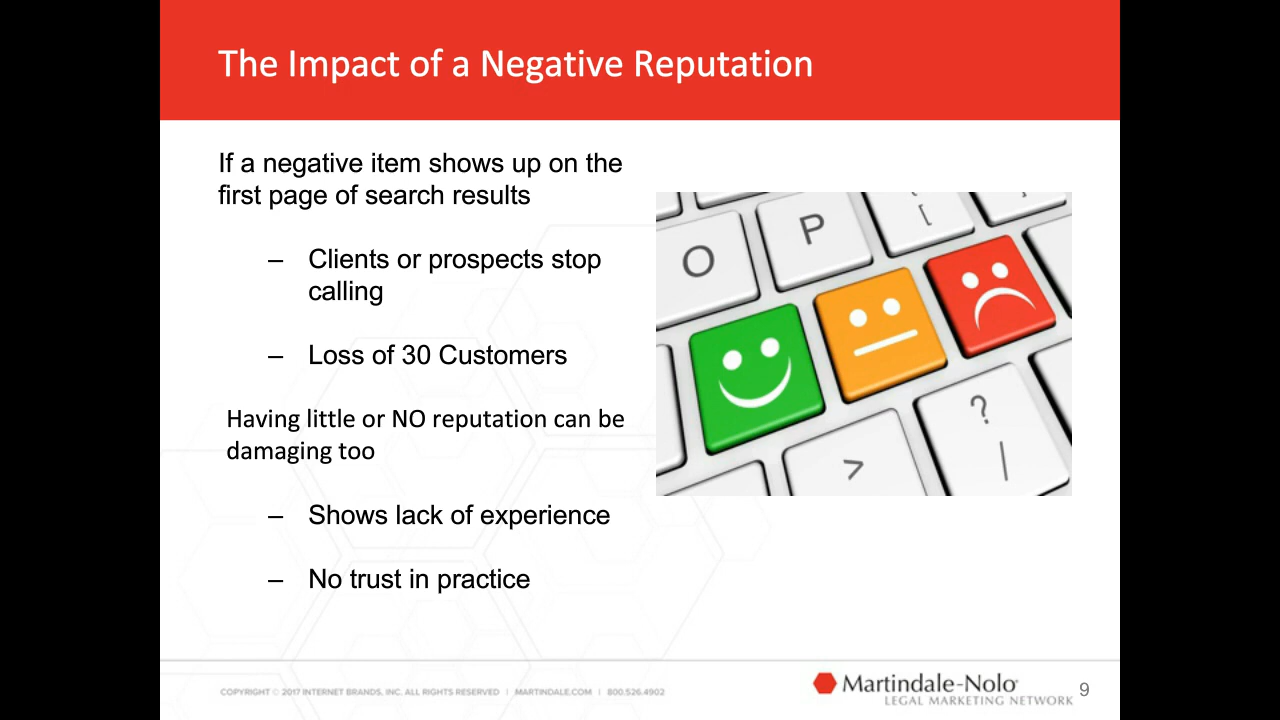 The Impact of a Negative Reputation
If a negative item shows up on the
first page of search results
– Clients or prospects stop
calling
– Loss of 30 Customers
Having little or NO reputation can be
damaging too
– Shows lack of experience
– No trust in practice
O
P
{
[
>
?
/
COPYRIGHT © 2017 INTERNET BRANDS, INC. ALL RIGHTS RESERVED | MARTINDALE.COM | 800.526.4902
Martindale-Nolo
LEGAL MARKETING NETWORK
9